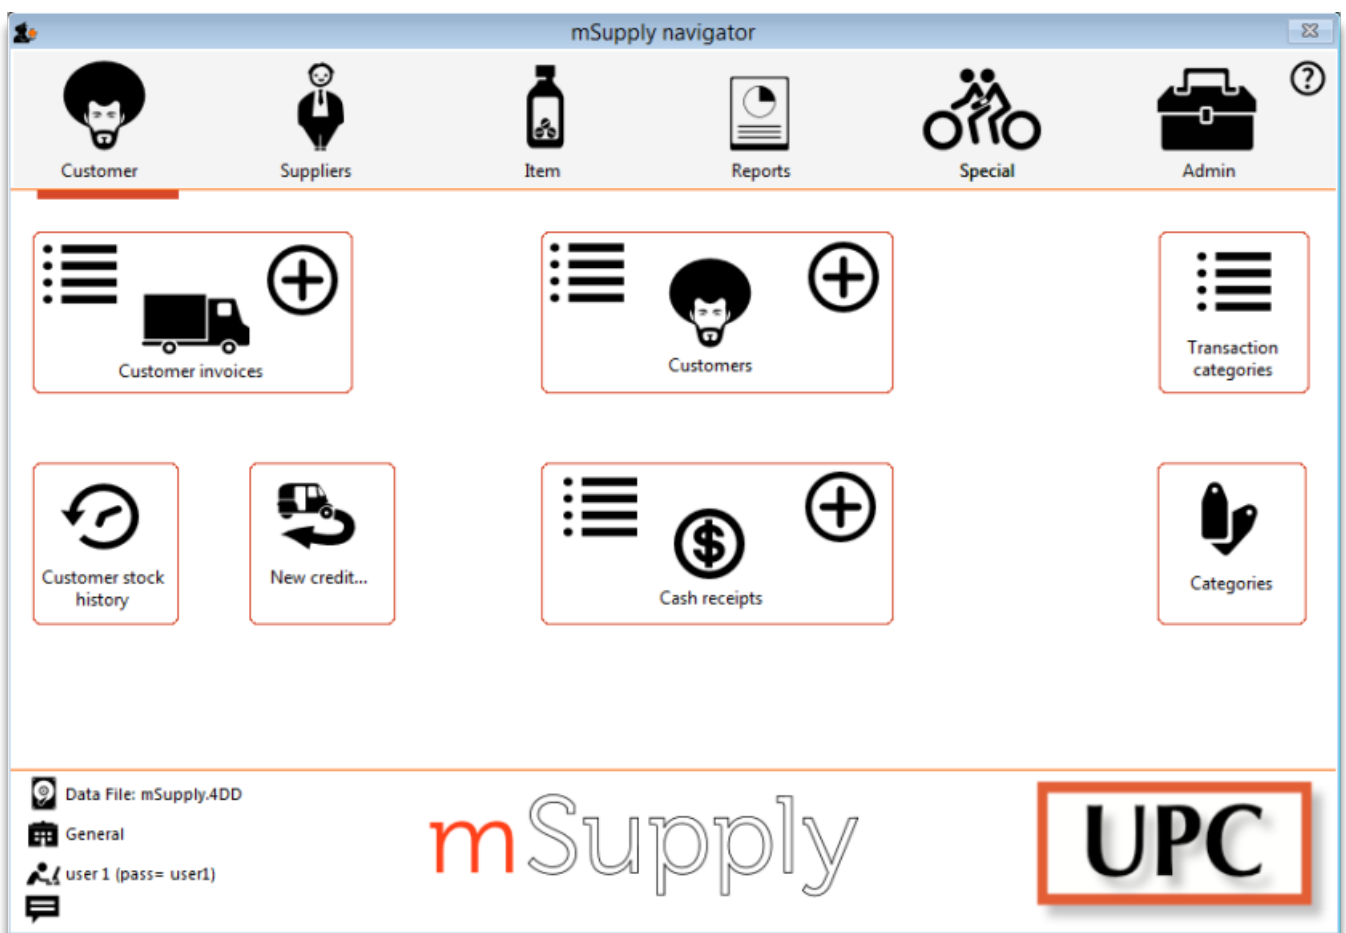 mSupply navigator
Customer
Suppliers
Item
Reports
Special
Admin
?
Customer invoices
Customers
Transaction
categories
Customer stock
history
New credit...
$
Cash receipts
Categories
Data File: mSupply.4DD
General
user 1 (pass= user1)
mSupply
UPC